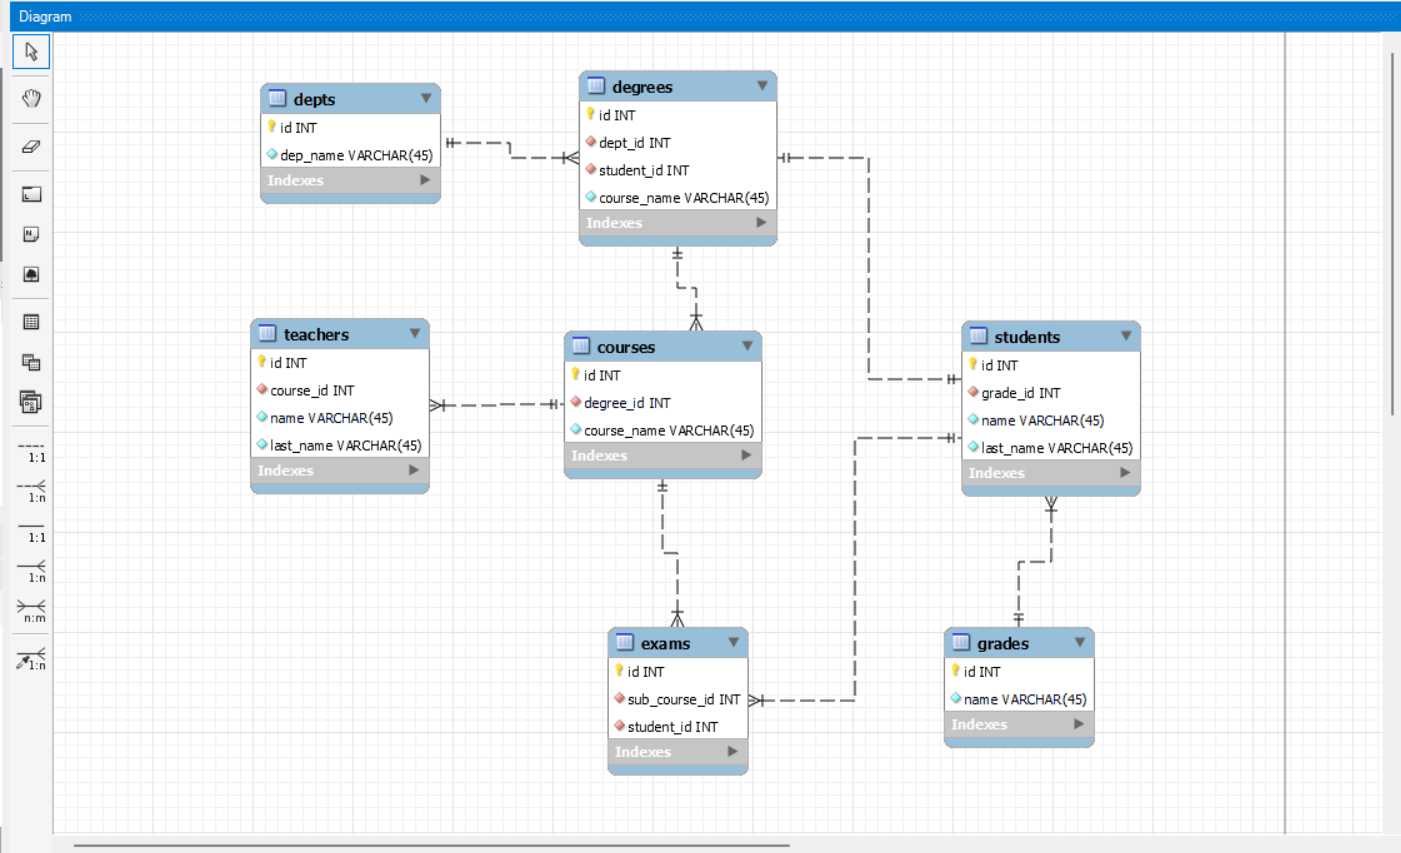 Diagram
depts
id INT
dep_name VARCHAR(45)
Indexes
degrees
id INT
dept_id INT
student_id INT
course_name VARCHAR(45)
Indexes
teachers
id INT
course_id INT
name VARCHAR(45)
last_name VARCHAR(45)
Indexes
courses
id INT
degree_id INT
course_name VARCHAR(45)
Indexes
students
id INT
grade_id INT
name VARCHAR(45)
last_name VARCHAR(45)
Indexes
exams
id INT
sub_course_id INT
student_id INT
Indexes
grades
id INT
name VARCHAR(45)
Indexes
1:1
1:n
1:1
1:n
n:m
1:n